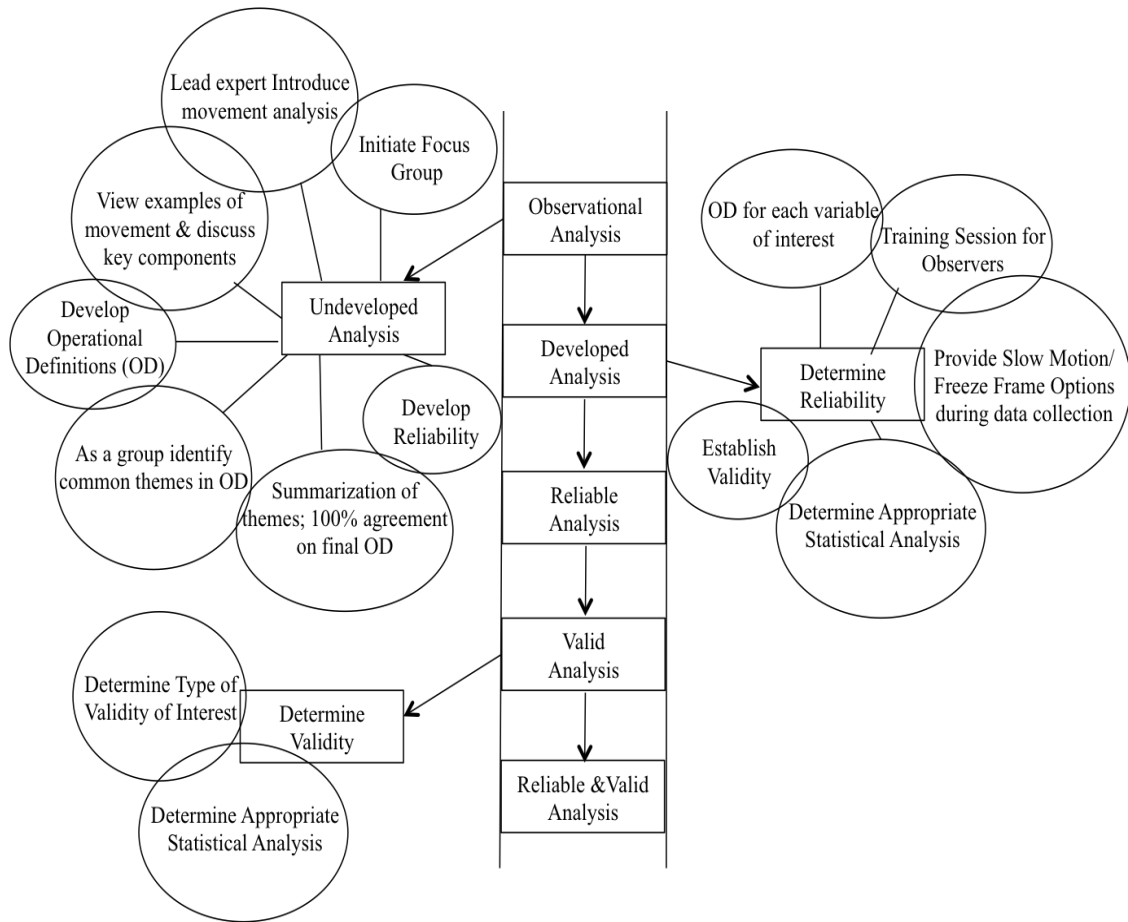 Lead expert Introduce
movement analysis
Initiate Focus
Group
View examples of
movement & discuss
key components
Develop
Operational
Definitions (OD)
As a group identify
common themes in OD
Summarization of
themes; 100% agreement
on final OD
Develop
Reliability
Undeveloped
Analysis
Observational
Analysis
Developed
Analysis
Reliable
Analysis
Valid
Analysis
Reliable &Valid
Analysis
OD for each variable
of interest
Training Session for
Observers
Provide Slow Motion/
Freeze Frame Options
during data collection
Determine
Reliability
Establish
Validity
Determine Appropriate
Statistical Analysis
Determine Type of
Validity of Interest
Determine
Validity
Determine Appropriate
Statistical Analysis